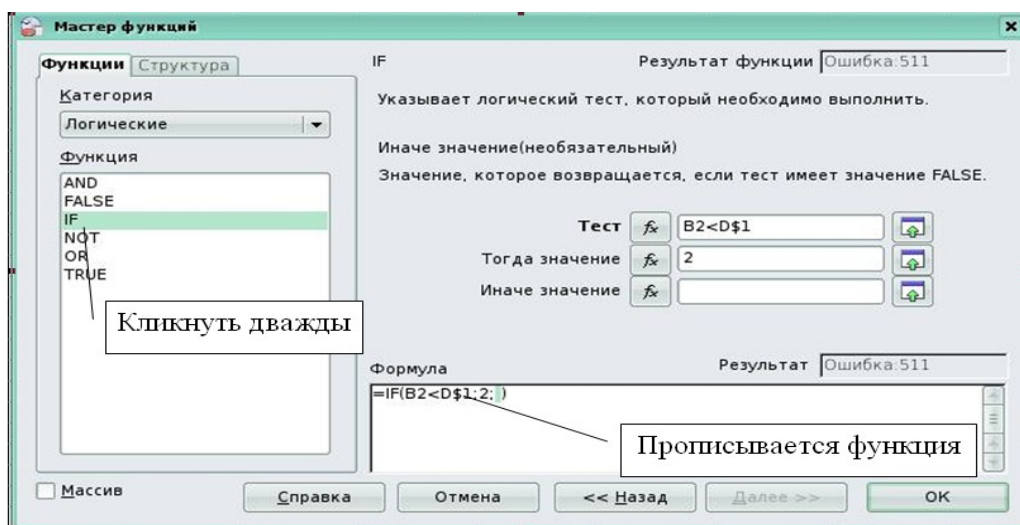 Мастер функций
Функции Структура
Категория
Логические
Функция
AND
FALSE
IF
NOT
OR
TRUE
Кликнуть дважды
Массив
IF Результат функции Ошибка:511
Указывает логический тест, который необходимо выполнить.
Иначе значение(необязательный)
Значение, которое возвращается, если тест имеет значение FALSE.
Тест fx B2<D$1
Тогда значение fx 2
Иначе значение fx
Формула Результат Ошибка:511
=IF(B2<D$1;2; )
Прописывается функция
Справка Отмена << Назад Далее >> OK